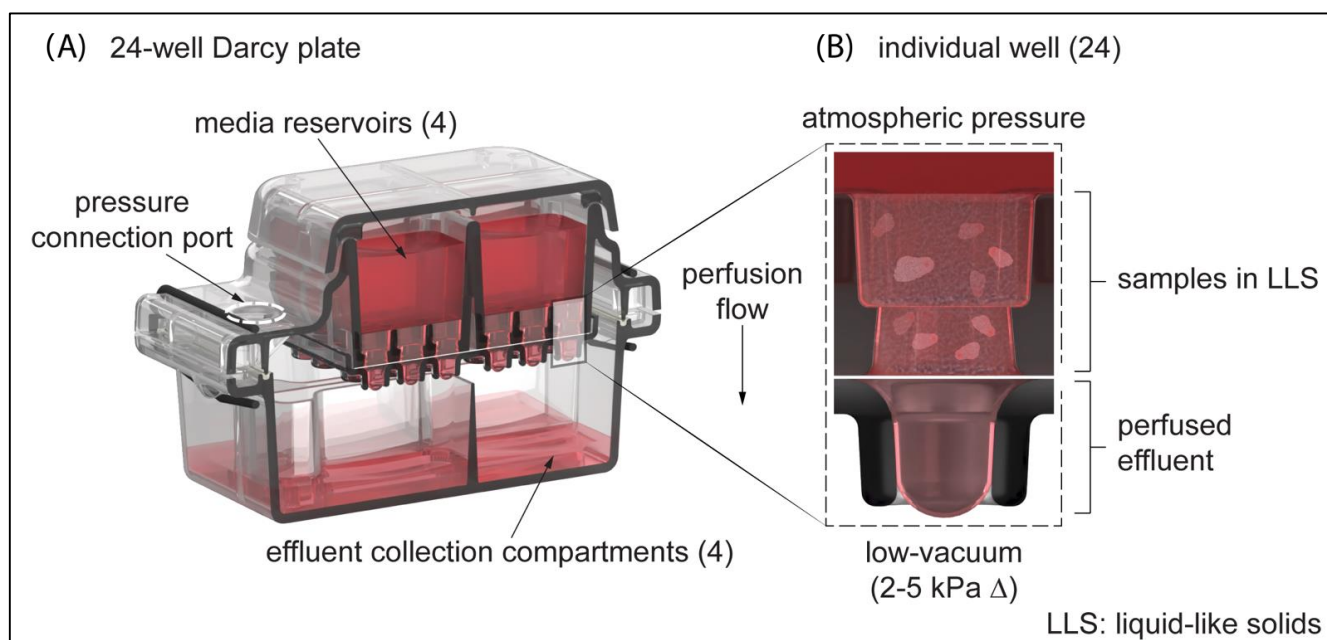 (A) 24-well Darcy plate
media reservoirs (4)
pressure
connection port
effluent collection compartments (4)
perfusion
flow
(B) individual well (24)
atmospheric pressure
samples in LLS
perfused
effluent
low-vacuum
(2-5 kPa Δ)
LLS: liquid-like solids